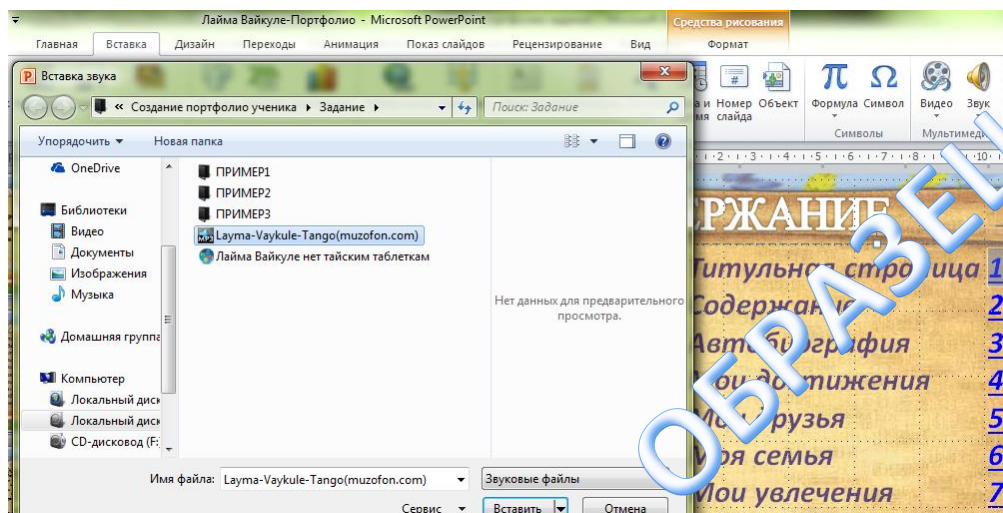 Лайма Вайкуле-Портфолио - Microsoft PowerPoint
Средства рисования
Главная Вставка Дизайн Переходы Анимация Показ слайдов Рецензирование Вид Формат
Вставка звука
« Создание портфолио ученика ▸ Задание ▸
Поиск: Задание
Номер Объект Формула Символ Видео Звук
слайда
Символы
Упорядочить Новая папка
OneDrive
Библиотеки
Видео
Документы
Изображения
Музыка
Домашняя группа
Компьютер
Локальный диск
Локальный диск
CD-дисковод (F:
ПРИМЕР1
ПРИМЕР2
ПРИМЕР3
Layma-Vaykule-Tango(muzofon.com)
Лайма Вайкуле нет тайским таблеткам
Нет данных для предварительного
просмотра.
Имя файла: Layma-Vaykule-Tango(muzofon.com)
Звуковые файлы
Сервис Вставить Отмена
РЖАНИЕ
Титульная страница 1
Содержание 2
Автобиография 3
Мои достижения 4
Мои друзья 5
Моя семья 6
Мои увлечения 7
ОБРАЗЕЦ